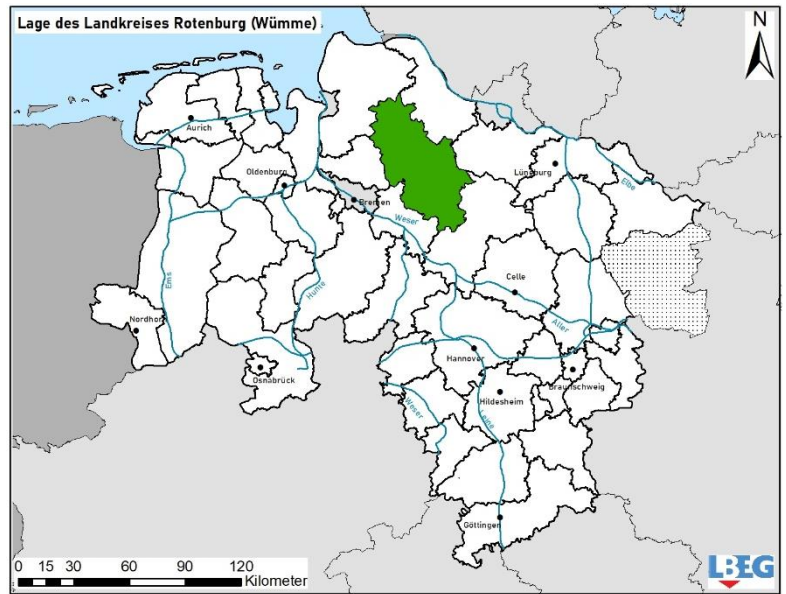 Lage des Landkreises Rotenburg (Wümme)
N
Aurich
Elbe
Lüneburg
Oldenburg
Bremen
Weser
Ems
Hunte
Celle
Aller
Nordhor
Hannover
Osnabrück
Braunschweig
Hildesheim
Weser
Leine
Göttingen
0 15 30 60 90 120
Kilometer
LBEG